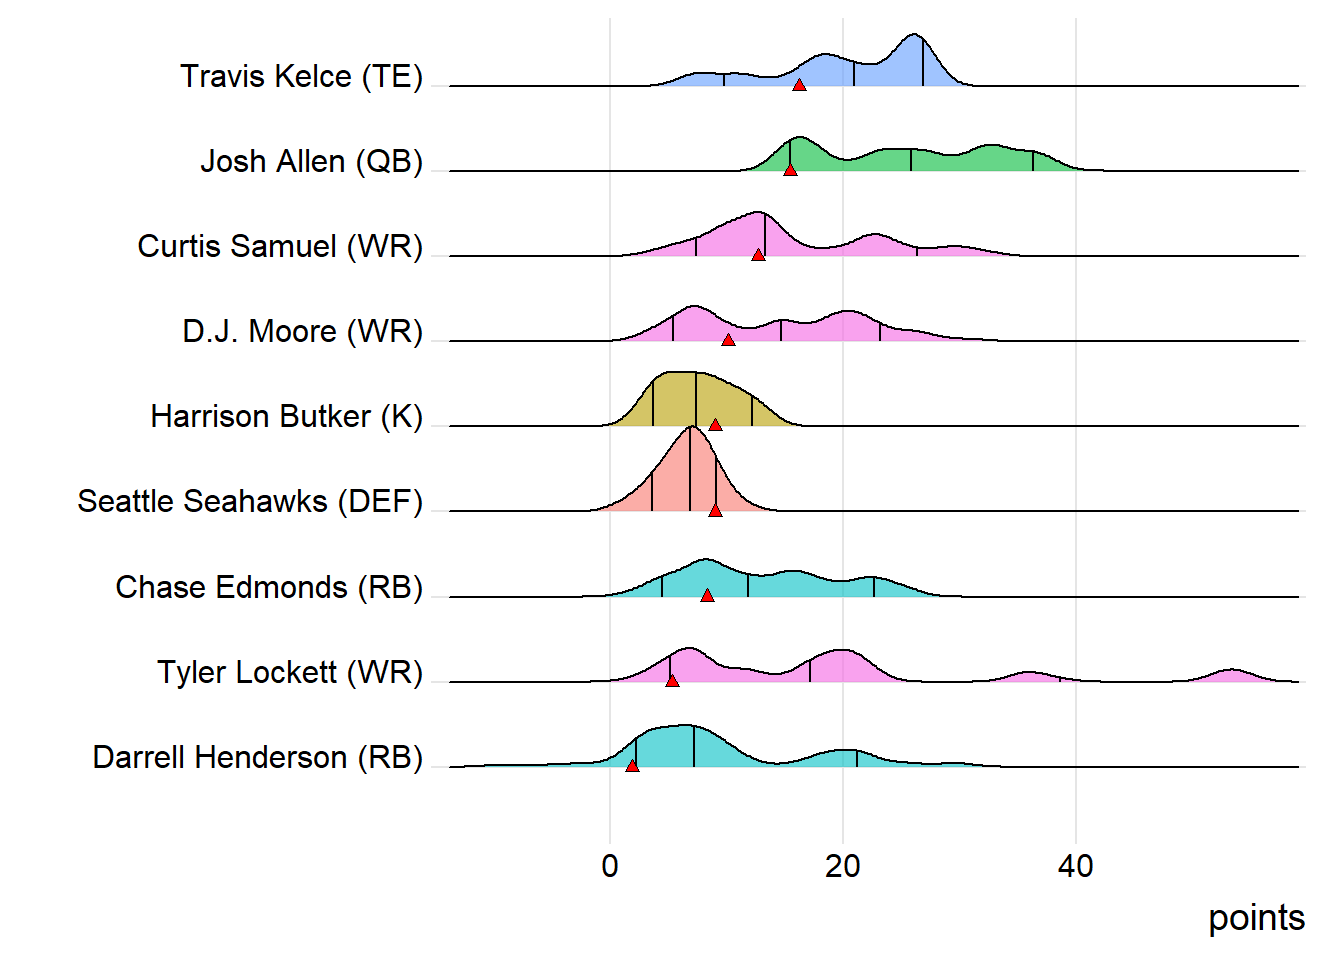 Travis Kelce (TE)
Josh Allen (QB)
Curtis Samuel (WR)
D.J. Moore (WR)
Harrison Butker (K)
Seattle Seahawks (DEF)
Chase Edmonds (RB)
Tyler Lockett (WR)
Darrell Henderson (RB)
0 20 40
points